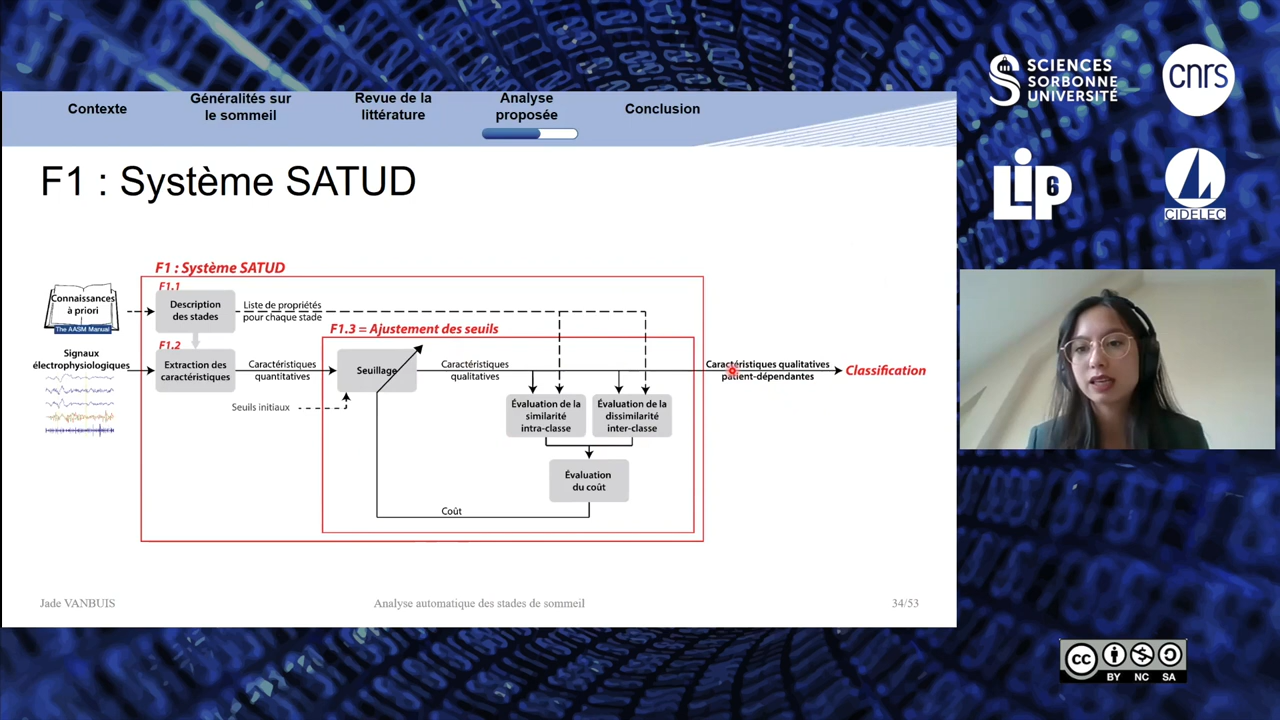 Contexte
Généralités sur
le sommeil
Revue de la
littérature
Analyse
proposée
Conclusion
F1 : Système SATUD
F1 : Système SATUD
Connaissances
à priori
The AASM Manual
F1.1
Description
des stades
Liste de propriétés
pour chaque stade
F1.3 = Ajustement des seuils
Signaux
électrophysiologiques
F1.2
Extraction des
caractéristiques
Caractéristiques
quantitatives
Seuillage
Caractéristiques
qualitatives
Caractéristiques qualitatives
patient-dépendantes
Classification
Seuils initiaux
Évaluation de la
similarité
intra-classe
Évaluation de la
dissimilarité
inter-classe
Évaluation
du coût
Coût
Jade VANBUIS
Analyse automatique des stades de sommeil
34/53
SCIENCES
SORBONNE
UNIVERSITÉ
cnrs
LIP
6
CIDELEC
cc
BY NC SA